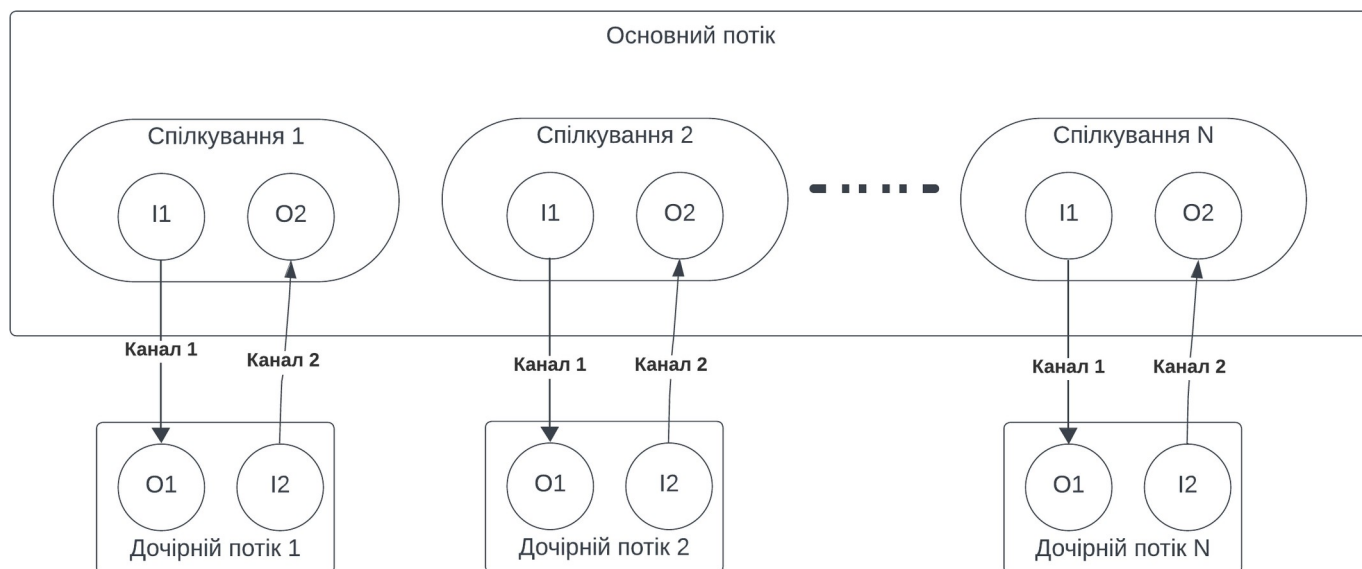 Основний потік
Спілкування 1
Спілкування 2
Спілкування N
I1
O2
I1
O2
I1
O2
Канал 1
Канал 2
Канал 1
Канал 2
Канал 1
Канал 2
O1
I2
O1
I2
O1
I2
Дочірній потік 1
Дочірній потік 2
Дочірній потік N